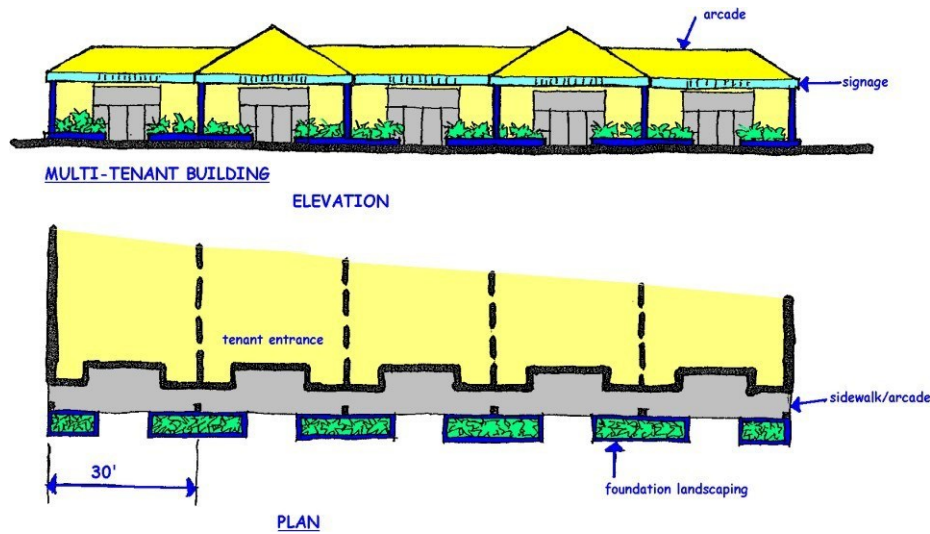 arcade
signage
MULTI-TENANT BUILDING
ELEVATION
tenant entrance
sidewalk/arcade
30'
foundation landscaping
PLAN